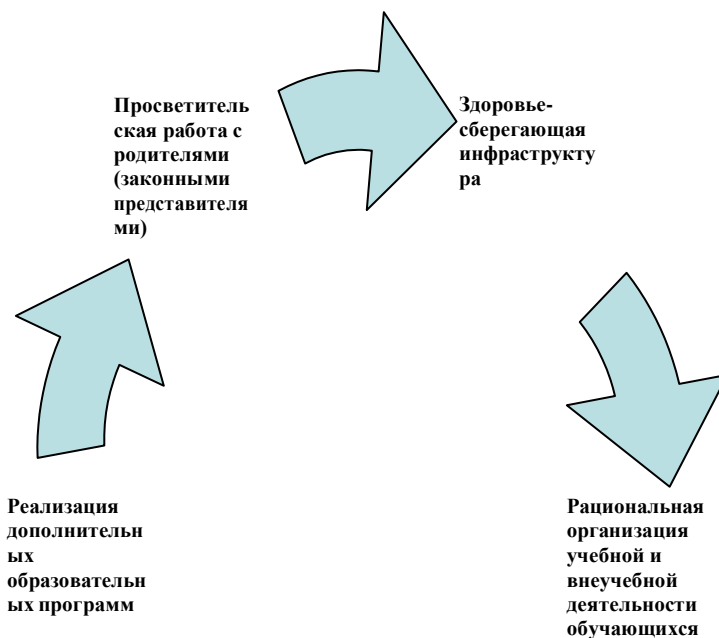 Просветитель
ская работа с
родителями
(законными
представителя
ми)
Здоровье-
сберегающая
инфраструкту
ра
Реализация
дополнительн
ых
образовательн
ых программ
Рациональная
организация
учебной и
внеучебной
деятельности
обучающихся